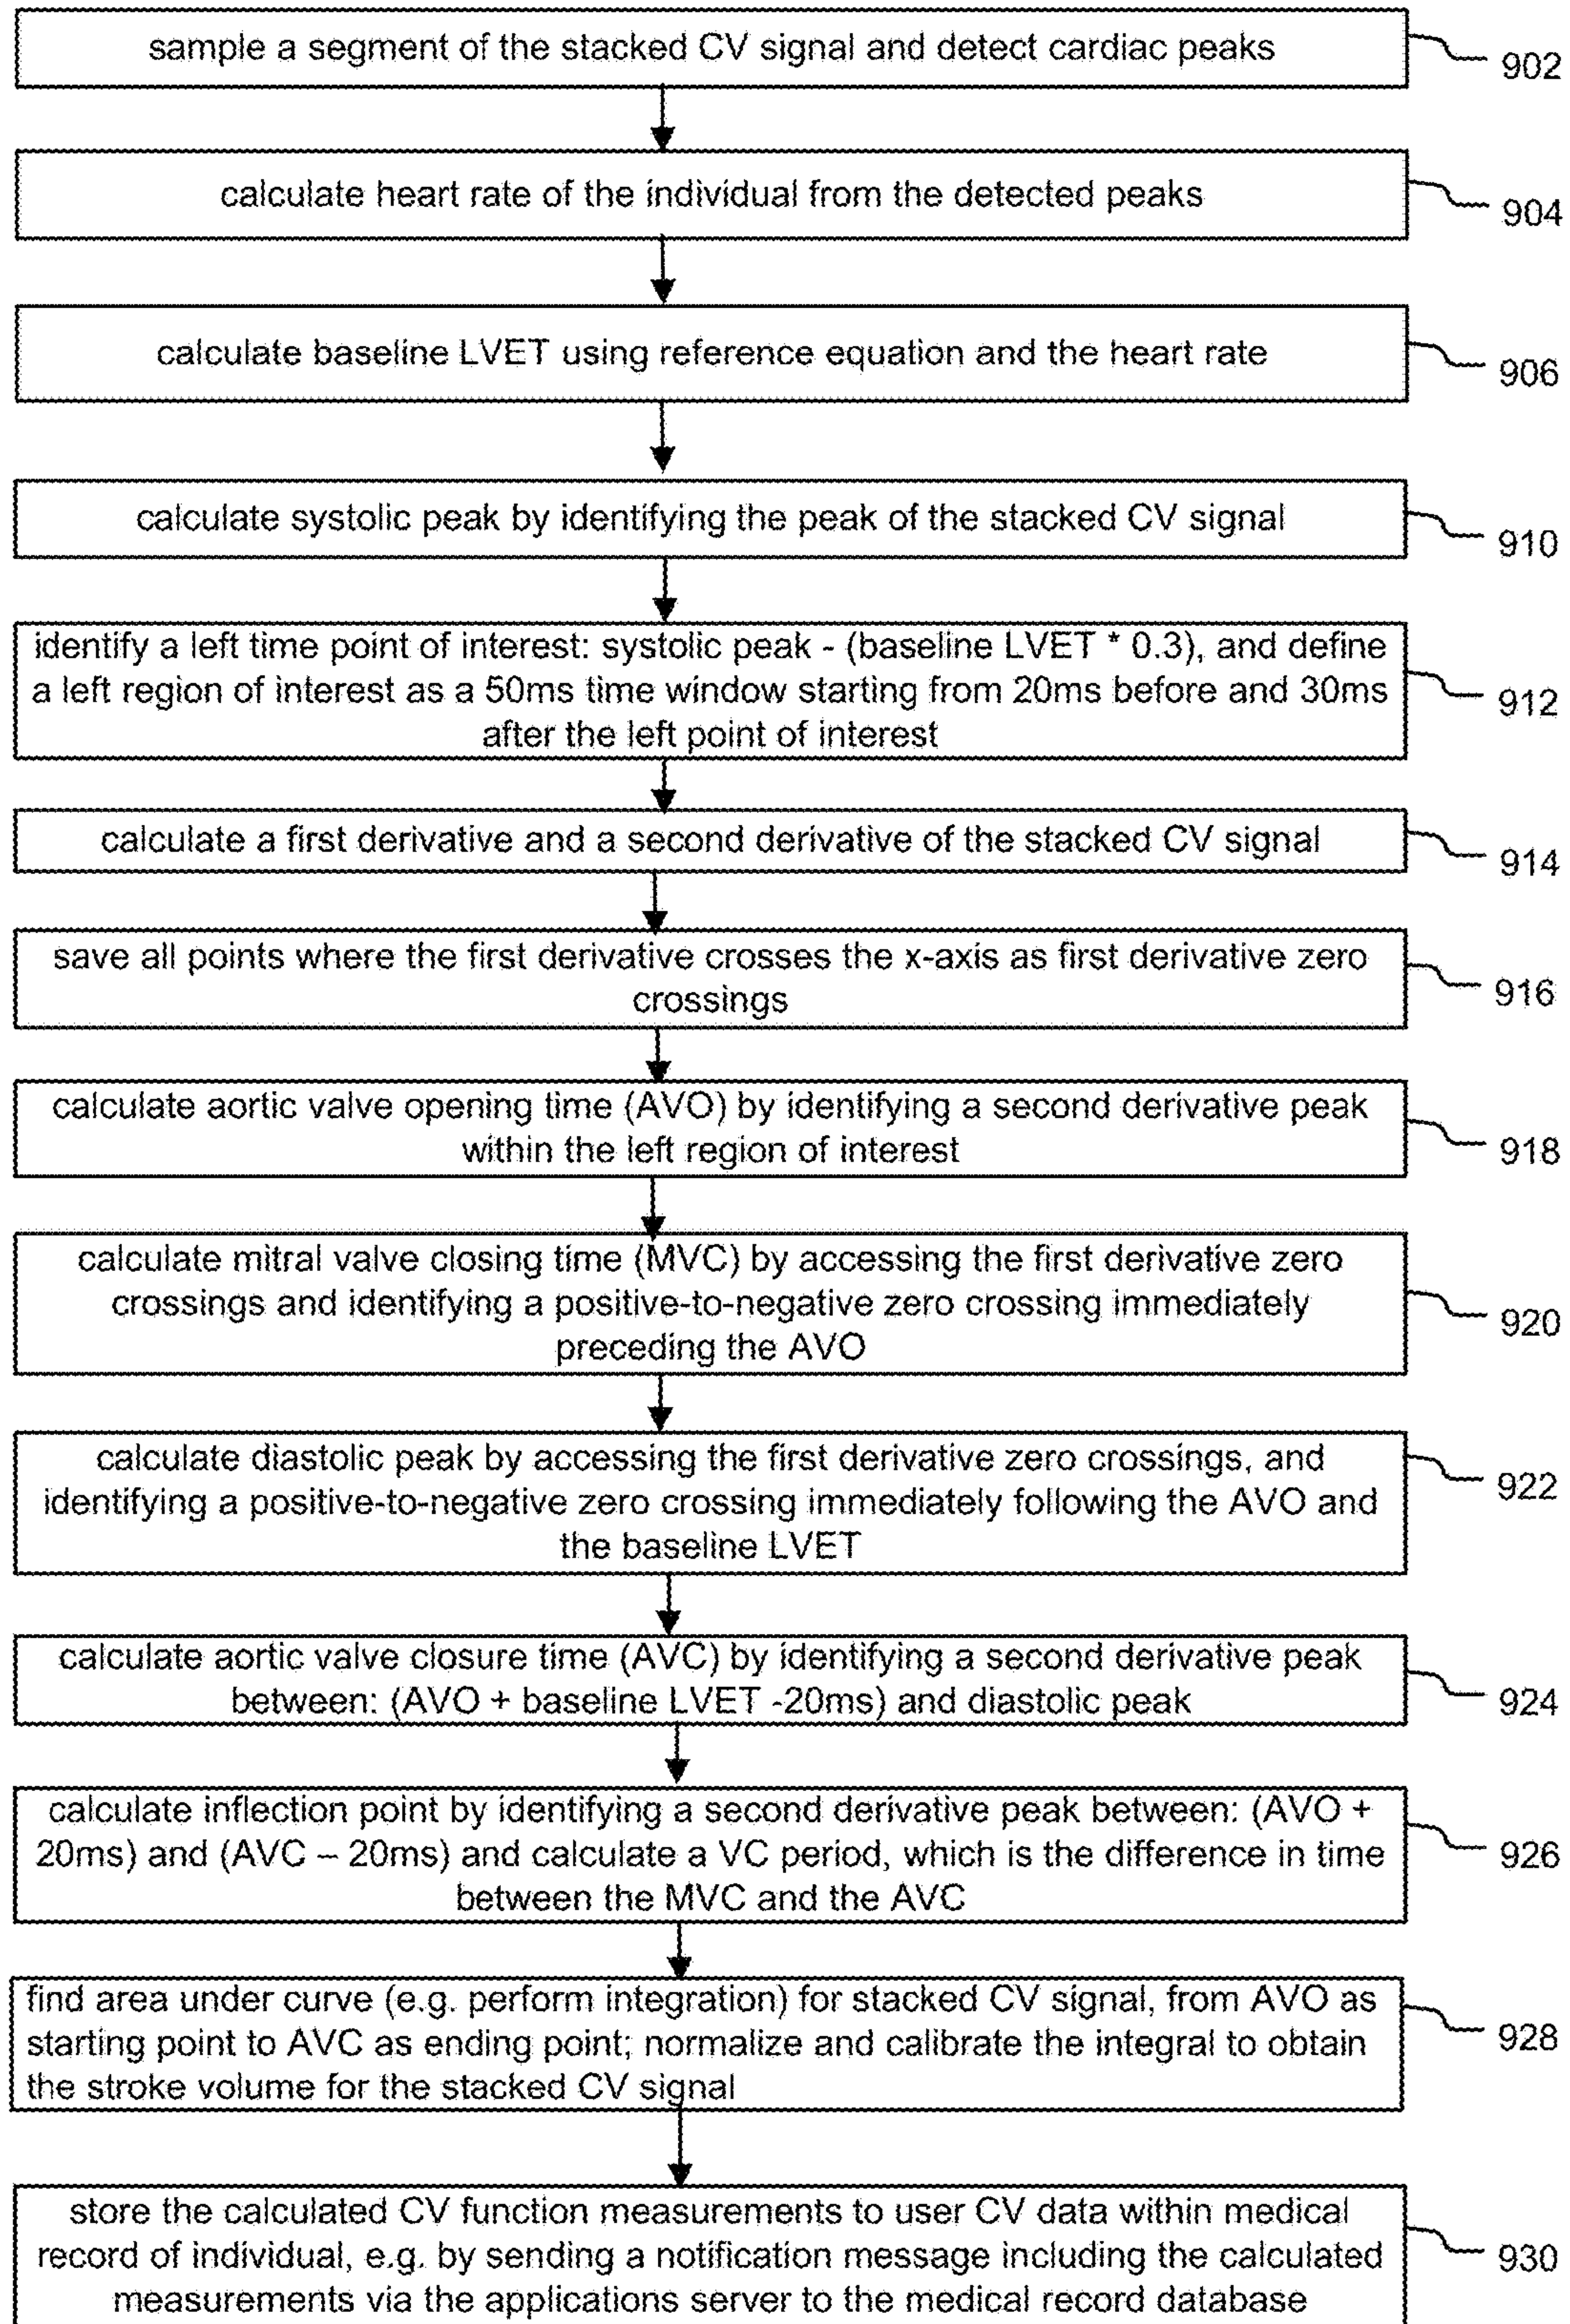 sample a segment of the stacked CV signal and detect cardiac peaks
902
calculate heart rate of the individual from the detected peaks
904
calculate baseline LVET using reference equation and the heart rate
906
calculate systolic peak by identifying the peak of the stacked CV signal
910
identify a left time point of interest: systolic peak - (baseline LVET * 0.3), and define
a left region of interest as a 50ms time window starting from 20ms before and 30ms
after the left point of interest
912
calculate a first derivative and a second derivative of the stacked CV signal
914
save all points where the first derivative crosses the x-axis as first derivative zero
crossings
916
calculate aortic valve opening time (AVO) by identifying a second derivative peak
within the left region of interest
918
calculate mitral valve closing time (MVC) by accessing the first derivative zero
crossings and identifying a positive-to-negative zero crossing immediately
preceding the AVO
920
calculate diastolic peak by accessing the first derivative zero crossings, and
identifying a positive-to-negative zero crossing immediately following the AVO and
the baseline LVET
922
calculate aortic valve closure time (AVC) by identifying a second derivative peak
between: (AVO + baseline LVET -20ms) and diastolic peak
924
calculate inflection point by identifying a second derivative peak between: (AVO +
20ms) and (AVC – 20ms) and calculate a VC period, which is the difference in time
between the MVC and the AVC
926
find area under curve (e.g. perform integration) for stacked CV signal, from AVO as
starting point to AVC as ending point; normalize and calibrate the integral to obtain
the stroke volume for the stacked CV signal
928
store the calculated CV function measurements to user CV data within medical
record of individual, e.g. by sending a notification message including the calculated
measurements via the applications server to the medical record database
930